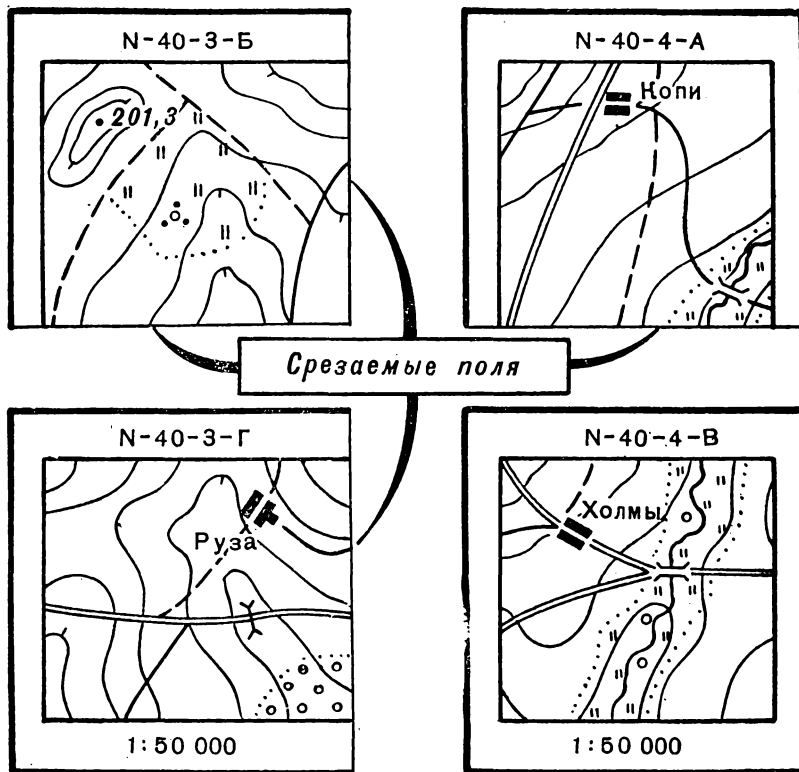 N-40-3-Б
N-40-4-А
201,3
Копи
Срезаемые поля
N-40-3-Г
N-40-4-В
Руза
Холмы
1:50 000
1:50 000